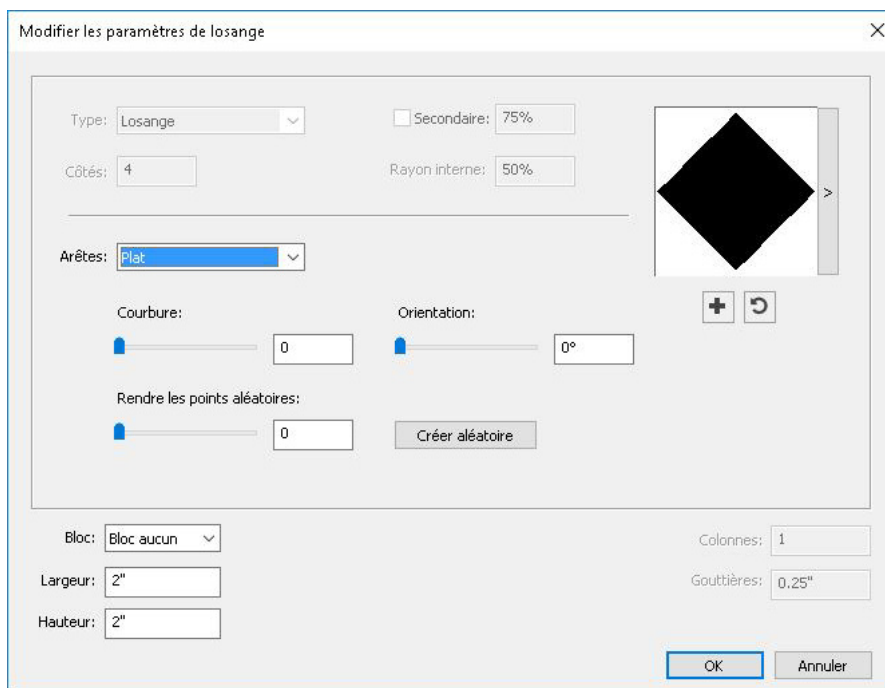 Modifier les paramètres de losange
Type: Losange
Secondaire: 75%
Côtés: 4
Rayon interne: 50%
>
Arêtes: Plat
Courbure:
Orientation:
0
0°
Rendre les points aléatoires:
0
Créer aléatoire
Bloc: Bloc aucun
Colonnes: 1
Largeur: 2"
Gouttières: 0.25"
Hauteur: 2"
OK
Annuler